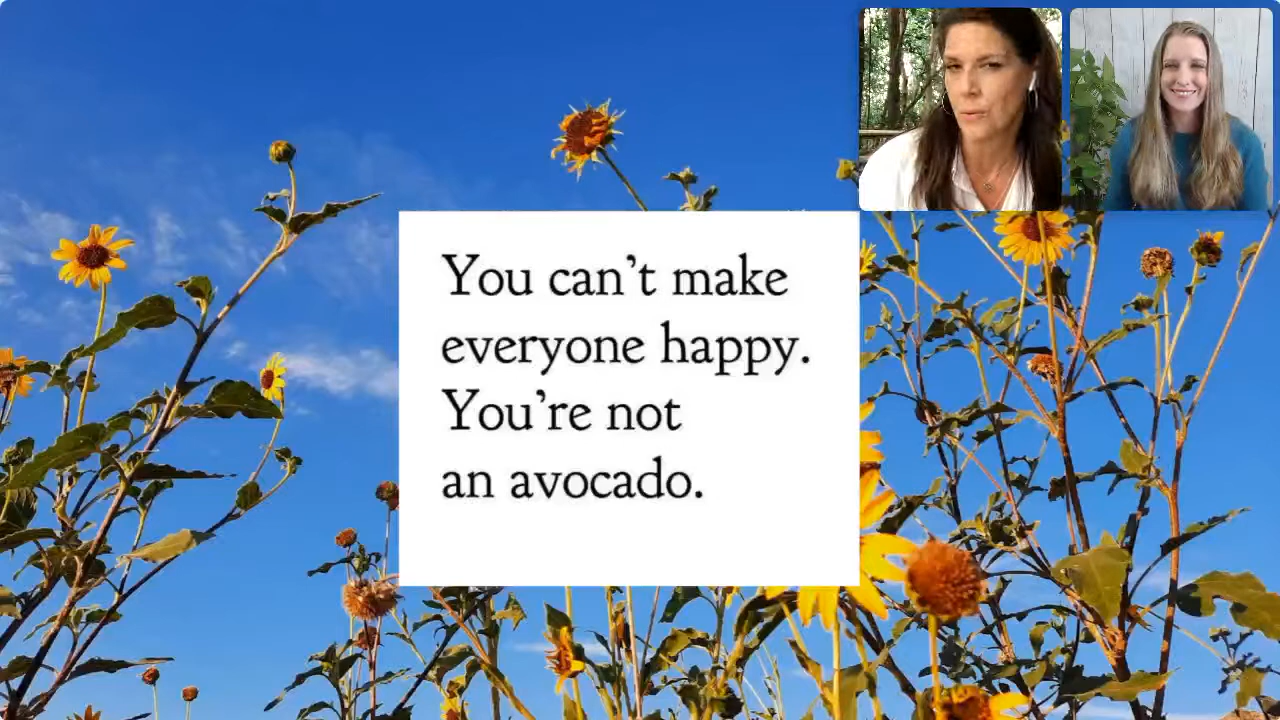 You can’t make
everyone happy.
You’re not
an avocado.